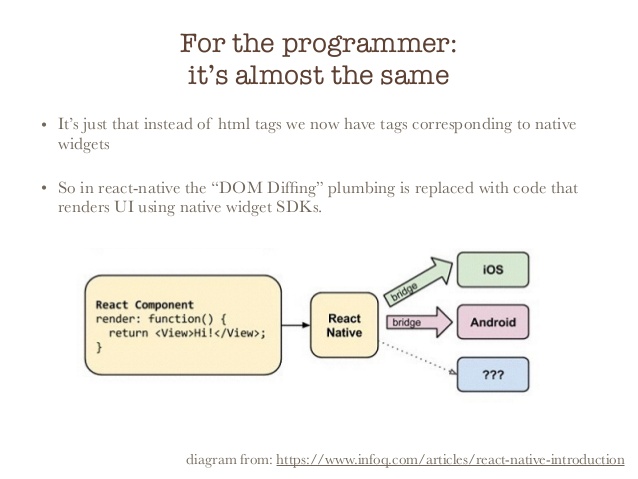 For the programmer:
it’s almost the same
• It’s just that instead of html tags we now have tags corresponding to native
widgets
• So in react-native the “DOM Diffing” plumbing is replaced with code that
renders UI using native widget SDKs.
React Component
render: function() {
return <View>Hi!</View>;
}
React
Native
bridge
iOS
bridge
Android
???
diagram from: https://www.infoq.com/articles/react-native-introduction